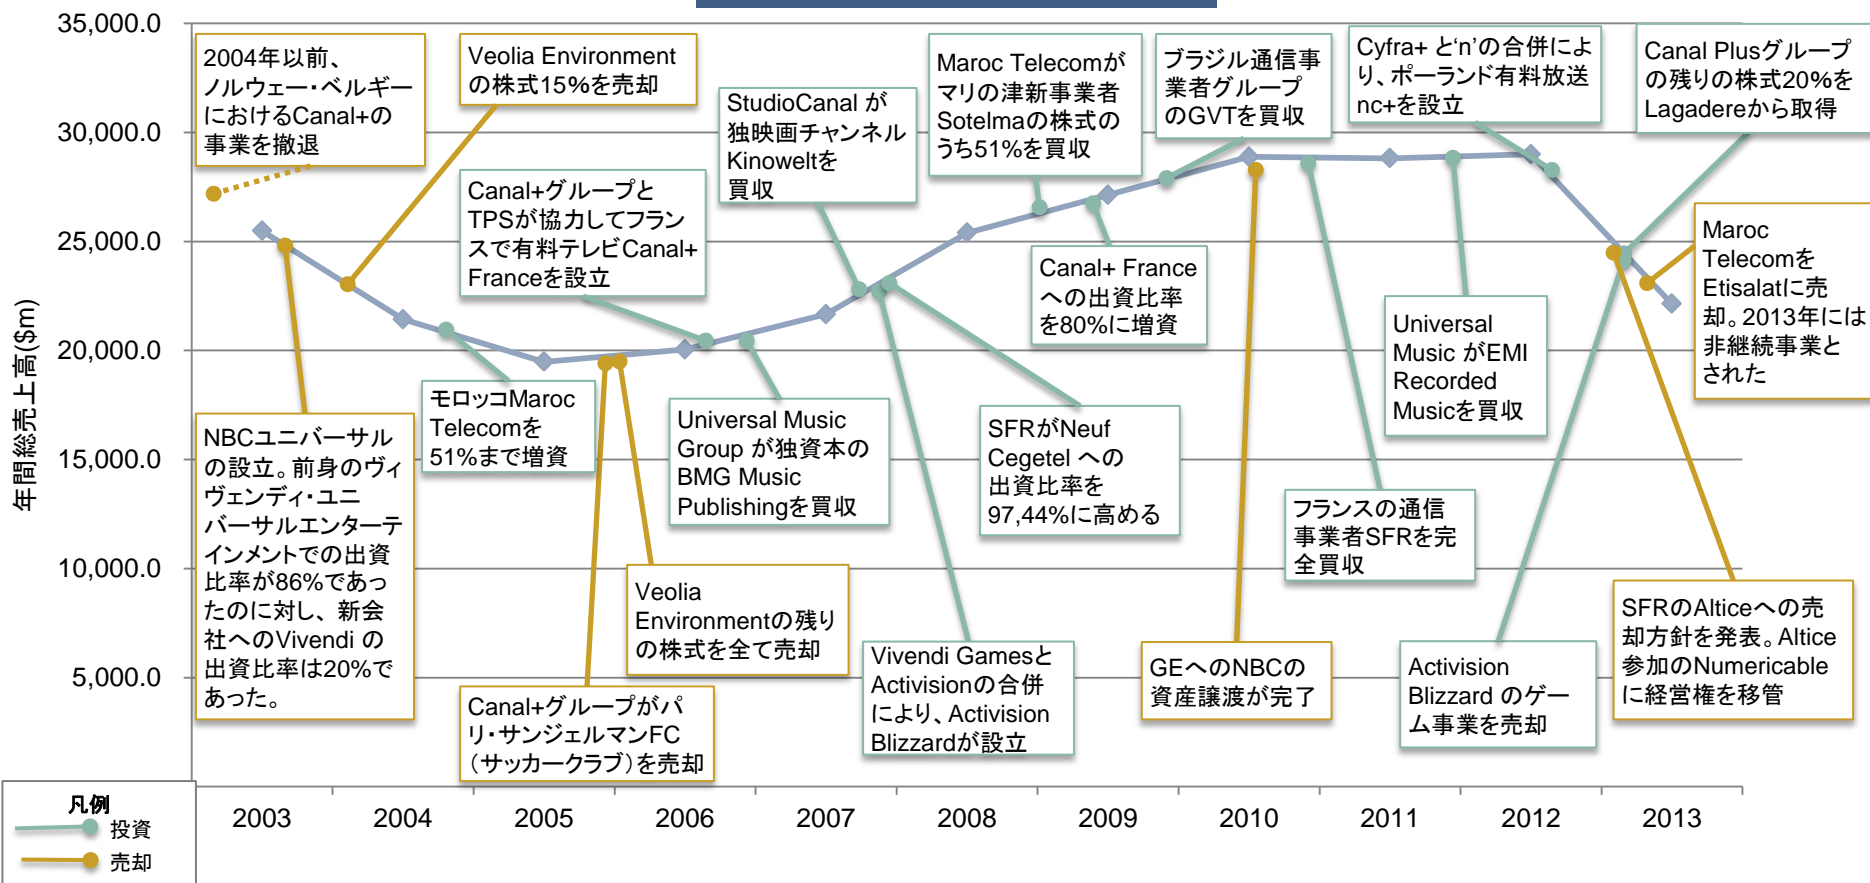 35,000.0
30,000.0
25,000.0
20,000.0
15,000.0
10,000.0
5,000.0
年間総売上高($m)
2004年以前、
ノルウェー・ベルギー
におけるCanal+の
事業を撤退
Veolia Environment
の株式15%を売却
StudioCanal が
独映画チャンネル
Kinoweltを
買収
Maroc Telecomが
マリの津新事業者
Sotelmaの株式の
うち51%を買収
ブラジル通信事
業者グループ
のGVTを買収
Cyfra+ と‘n’の合併によ
り、ポーランド有料放送
nc+を設立
Canal Plusグループ
の残りの株式20%を
Lagadereから取得
Canal+グループと
TPSが協力してフラン
スで有料テレビCanal+
Franceを設立
Canal+ France
への出資比率
を80%に増資
Maroc
Telecomを
Etisalatに売
却。2013年には
非継続事業と
された
Universal
Music がEMI
Recorded
Musicを買収
モロッコMaroc
Telecomを
51%まで増資
Universal Music
Group が独資本の
BMG Music
Publishingを買収
SFRがNeuf
Cegetel への
出資比率を
97,44%に高める
NBCユニバーサル
の設立。前身のヴィ
ヴェンディ・ユニ
バーサルエンターテ
インメントでの出資
比率が86%であっ
たのに対し、新会
社へのVivendi の
出資比率は20%で
あった。
フランスの通信
事業者SFRを完
全買収
Veolia
Environmentの残り
の株式を全て売却
SFRのAlticeへの売
却方針を発表。Altice
参加のNumericable
に経営権を移管
Vivendi Gamesと
Activisionの合併
により、Activision
Blizzardが設立
GEへのNBCの
資産譲渡が完了
Activision
Blizzard のゲー
ム事業を売却
Canal+グループがパ
リ・サンジェルマンFC
（サッカークラブ）を売却
凡例
投資
売却
2003 2004 2005 2006 2007 2008 2009 2010 2011 2012 2013